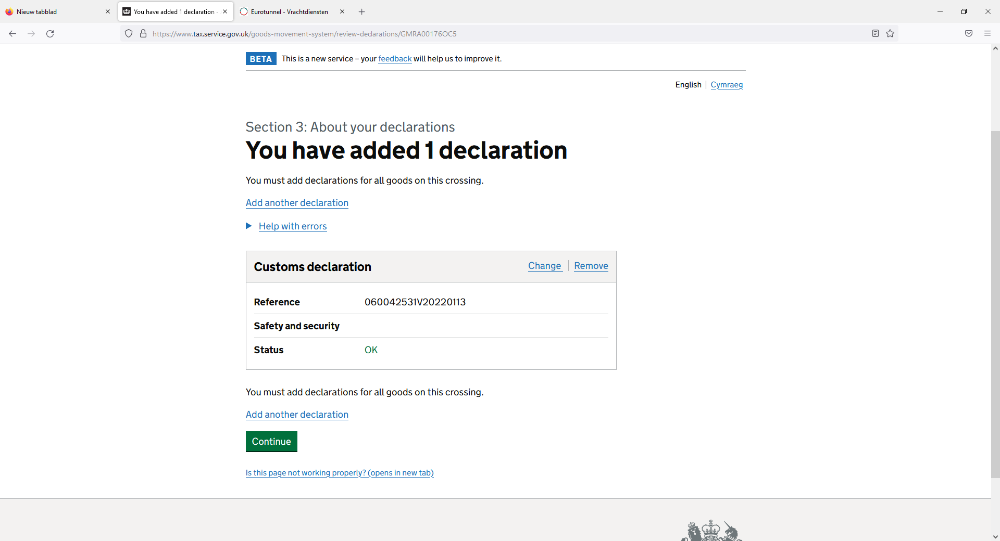 Nieuw tabblad
You have added 1 declaration -
Eurotunnel - Vrachtdiensten
https://www.tax.service.gov.uk/goods-movement-system/review-declarations/GMRA00176OC5
BETA This is a new service – your feedback will help us to improve it.
English | Cymraeg
Section 3: About your declarations
You have added 1 declaration
You must add declarations for all goods on this crossing.
Add another declaration
Help with errors
Customs declaration Change Remove
Reference 060042531V20220113
Safety and security
Status OK
You must add declarations for all goods on this crossing.
Add another declaration
Continue
Is this page not working properly? (opens in new tab)